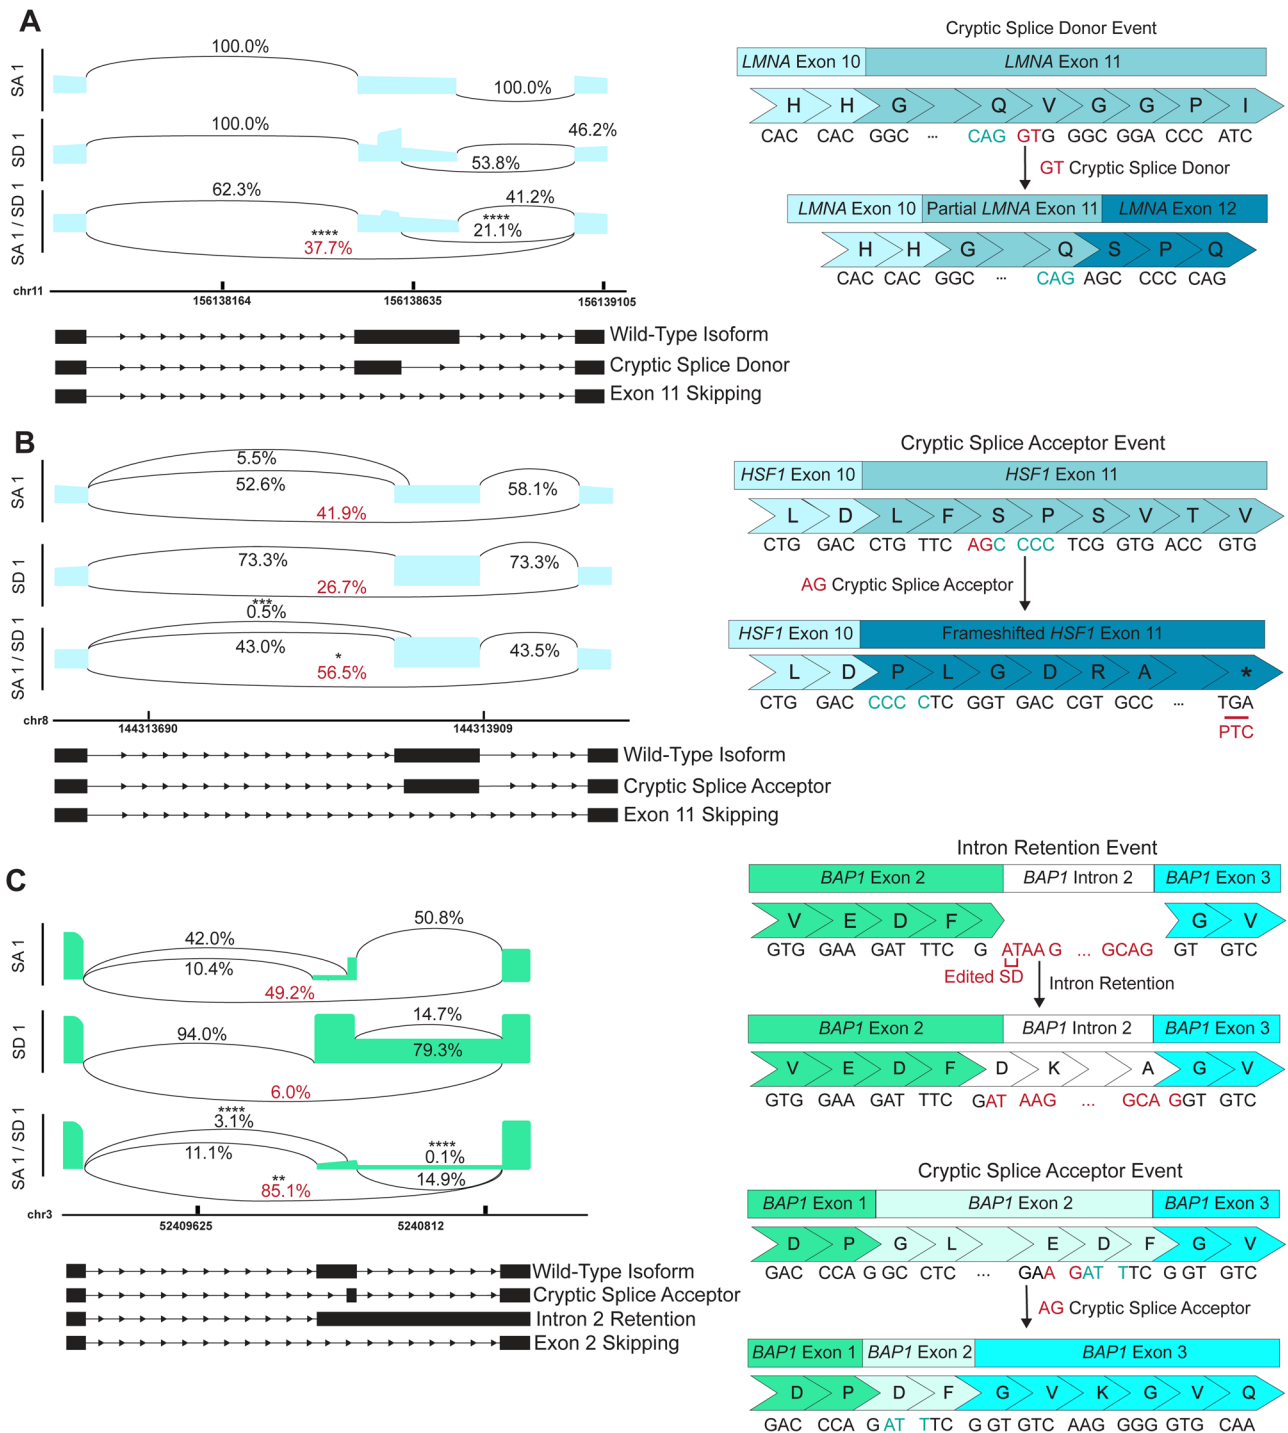 A
SA 1
100.0%
100.0%
SD 1
100.0%
46.2%
53.8%
SA 1 / SD 1
62.3%
41.2%
****
21.1%
****
37.7%
chr11
156138164
156138635
156139105
Wild-Type Isoform
Cryptic Splice Donor
Exon 11 Skipping
Cryptic Splice Donor Event
LMNA Exon 10
LMNA Exon 11
H H G Q V G G P I
CAC CAC GGC ... CAG GTG GGC GGA CCC ATC
GT Cryptic Splice Donor
LMNA Exon 10
Partial LMNA Exon 11
LMNA Exon 12
H H G Q S P Q
CAC CAC GGC ... CAG AGC CCC CAG
B
SA 1
5.5%
52.6%
58.1%
41.9%
SD 1
73.3%
73.3%
26.7%
SA 1 / SD 1
***
0.5%
43.0%
43.5%
*
56.5%
chr8
144313690
144313909
Wild-Type Isoform
Cryptic Splice Acceptor
Exon 11 Skipping
Cryptic Splice Acceptor Event
HSF1 Exon 10
HSF1 Exon 11
L D L F S P S V T V
CTG GAC CTG TTC AGC CCC TCG GTG ACC GTG
AG Cryptic Splice Acceptor
HSF1 Exon 10
Frameshifted HSF1 Exon 11
L D P L G D R A *
CTG GAC CCC CTC GGT GAC CGT GCC ... TGA
PTC
C
SA 1
50.8%
42.0%
10.4%
49.2%
SD 1
14.7%
94.0%
79.3%
6.0%
SA 1 / SD 1
****
3.1%
****
0.1%
11.1%
14.9%
**
85.1%
chr3
52409625
5240812
Wild-Type Isoform
Cryptic Splice Acceptor
Intron 2 Retention
Exon 2 Skipping
Intron Retention Event
BAP1 Exon 2
BAP1 Intron 2
BAP1 Exon 3
V E D F G V
GTG GAA GAT TTC G ATAAG ... GCAG GT GTC
Edited SD
Intron Retention
BAP1 Exon 2
BAP1 Intron 2
BAP1 Exon 3
V E D F D K A G V
GTG GAA GAT TTC GAT AAG ... GCA GGT GTC
Cryptic Splice Acceptor Event
BAP1 Exon 1
BAP1 Exon 2
BAP1 Exon 3
D P G L E D F G V
GAC CCA G GC CTC ... GAA GAT TTC G GT GTC
AG Cryptic Splice Acceptor
BAP1 Exon 1
BAP1 Exon 2
BAP1 Exon 3
D P D F G V K G V Q
GAC CCA G AT TTC G GT GTC AAG GGG GTG CAA